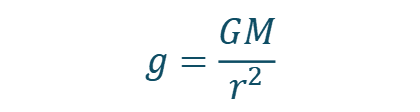 g = GM / r²